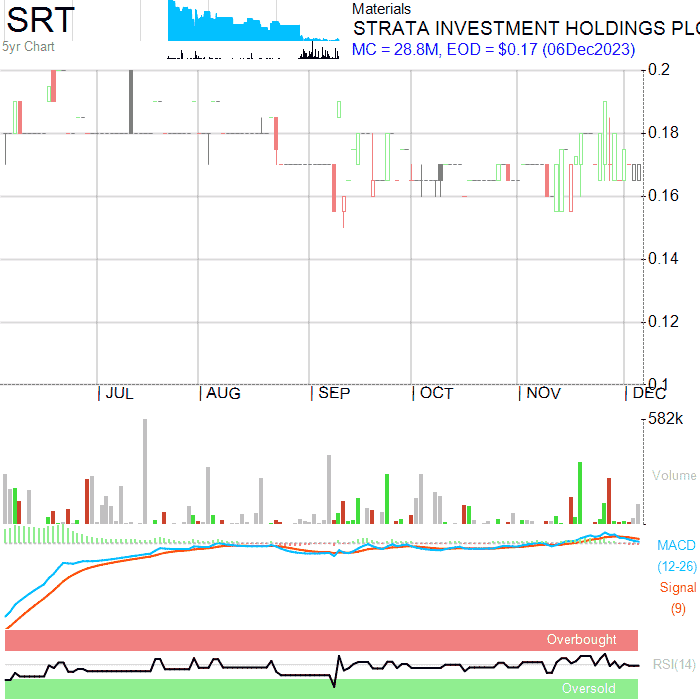 SRT
5yr Chart
Materials
STRATA INVESTMENT HOLDINGS PLC
MC = 28.8M, EOD = $0.17 (06Dec2023)
0.2
0.18
0.16
0.14
0.12
0.1
JUL AUG SEP OCT NOV DEC
582k
Volume
MACD
(12-26)
Signal
(9)
Overbought
RSI(14)
Oversold